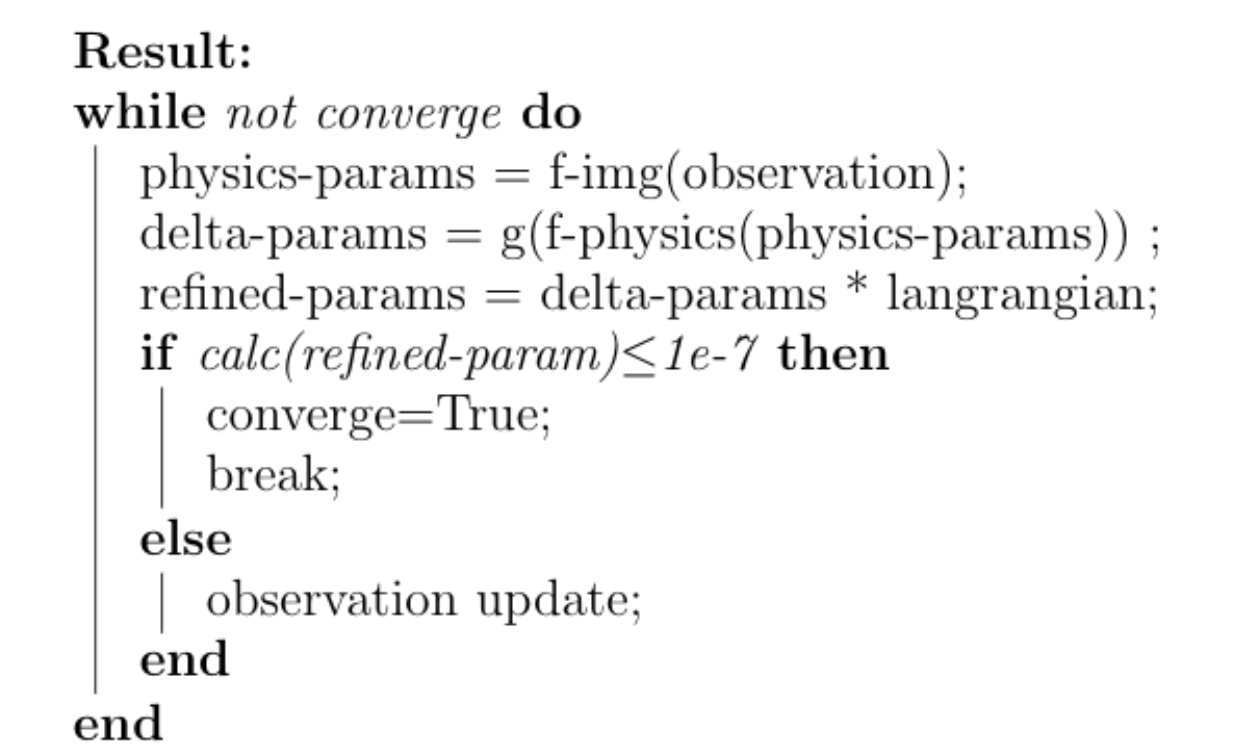 Result:
while not converge do
physics-params = f-img(observation);
delta-params = g(f-physics(physics-params)) ;
refined-params = delta-params * langrangian;
if calc(refined-param)≤1e-7 then
converge=True;
break;
else
observation update;
end
end